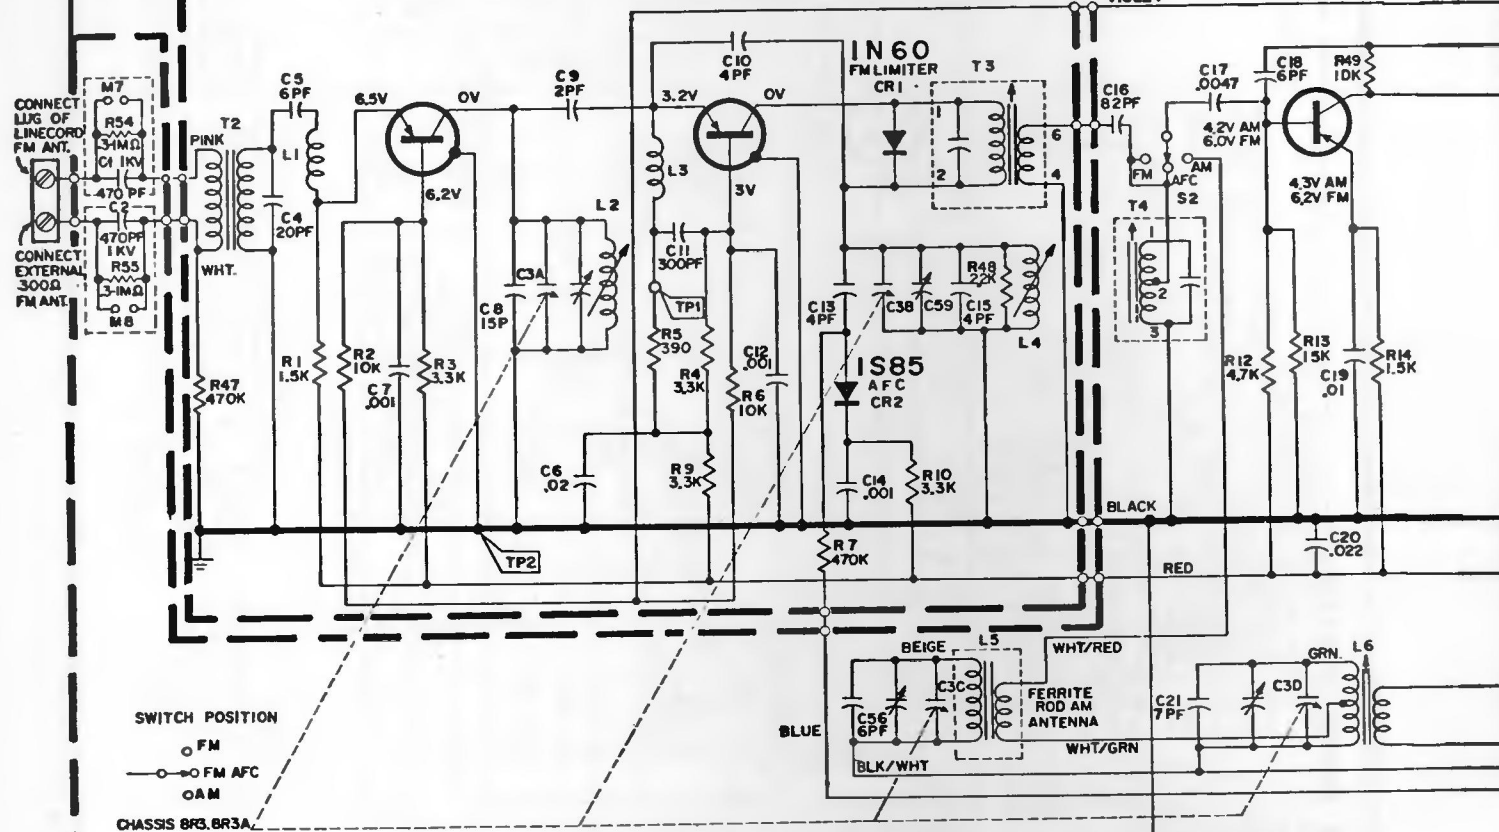 CONNECT
LUG OF
LINECORD
FM ANT.
CONNECT
EXTERNAL
300Ω
FM ANT.
M7
R54
3.1MΩ
C1 1KV
470 PF
C2
470PF
1KV
R55
3.1MΩ
M8
PINK
T2
WHT.
R47
470K
C5
6PF
L1
C4
20PF
R1
1.5K
R2
10K
C7
.001
R3
3.3K
6.5V
0V
6.2V
C9
2PF
C8
15P
C3A
L2
TP2
C6
.02
3.2V
C10
4PF
L3
0V
3V
C11
300PF
TP1
R5
390
R4
3.3K
R6
10K
C12
.001
R9
3.3K
IN60
FM LIMITER
CR1
T3
1
2
6
4
C13
4PF
C38
C59
C15
4PF
R48
22K
L4
IS85
AFC
CR2
C14
.001
R10
3.3K
R7
470K
BLACK
RED
C16
82PF
FM
AFC
AM
S2
T4
1
2
3
C17
.0047
C18
6PF
R49
10K
4.2V AM
6.0V FM
4.3V AM
6.2V FM
R12
4.7K
R13
15K
C19
.01
R14
1.5K
C20
.022
BLUE
BEIGE
L5
C3C
C56
6PF
BLK/WHT
WHT/RED
FERRITE
ROD AM
ANTENNA
WHT/GRN
C21
7PF
C3D
GRN.
L6
SWITCH POSITION
FM
FM AFC
AM
CHASSIS 8R3, 8R3A